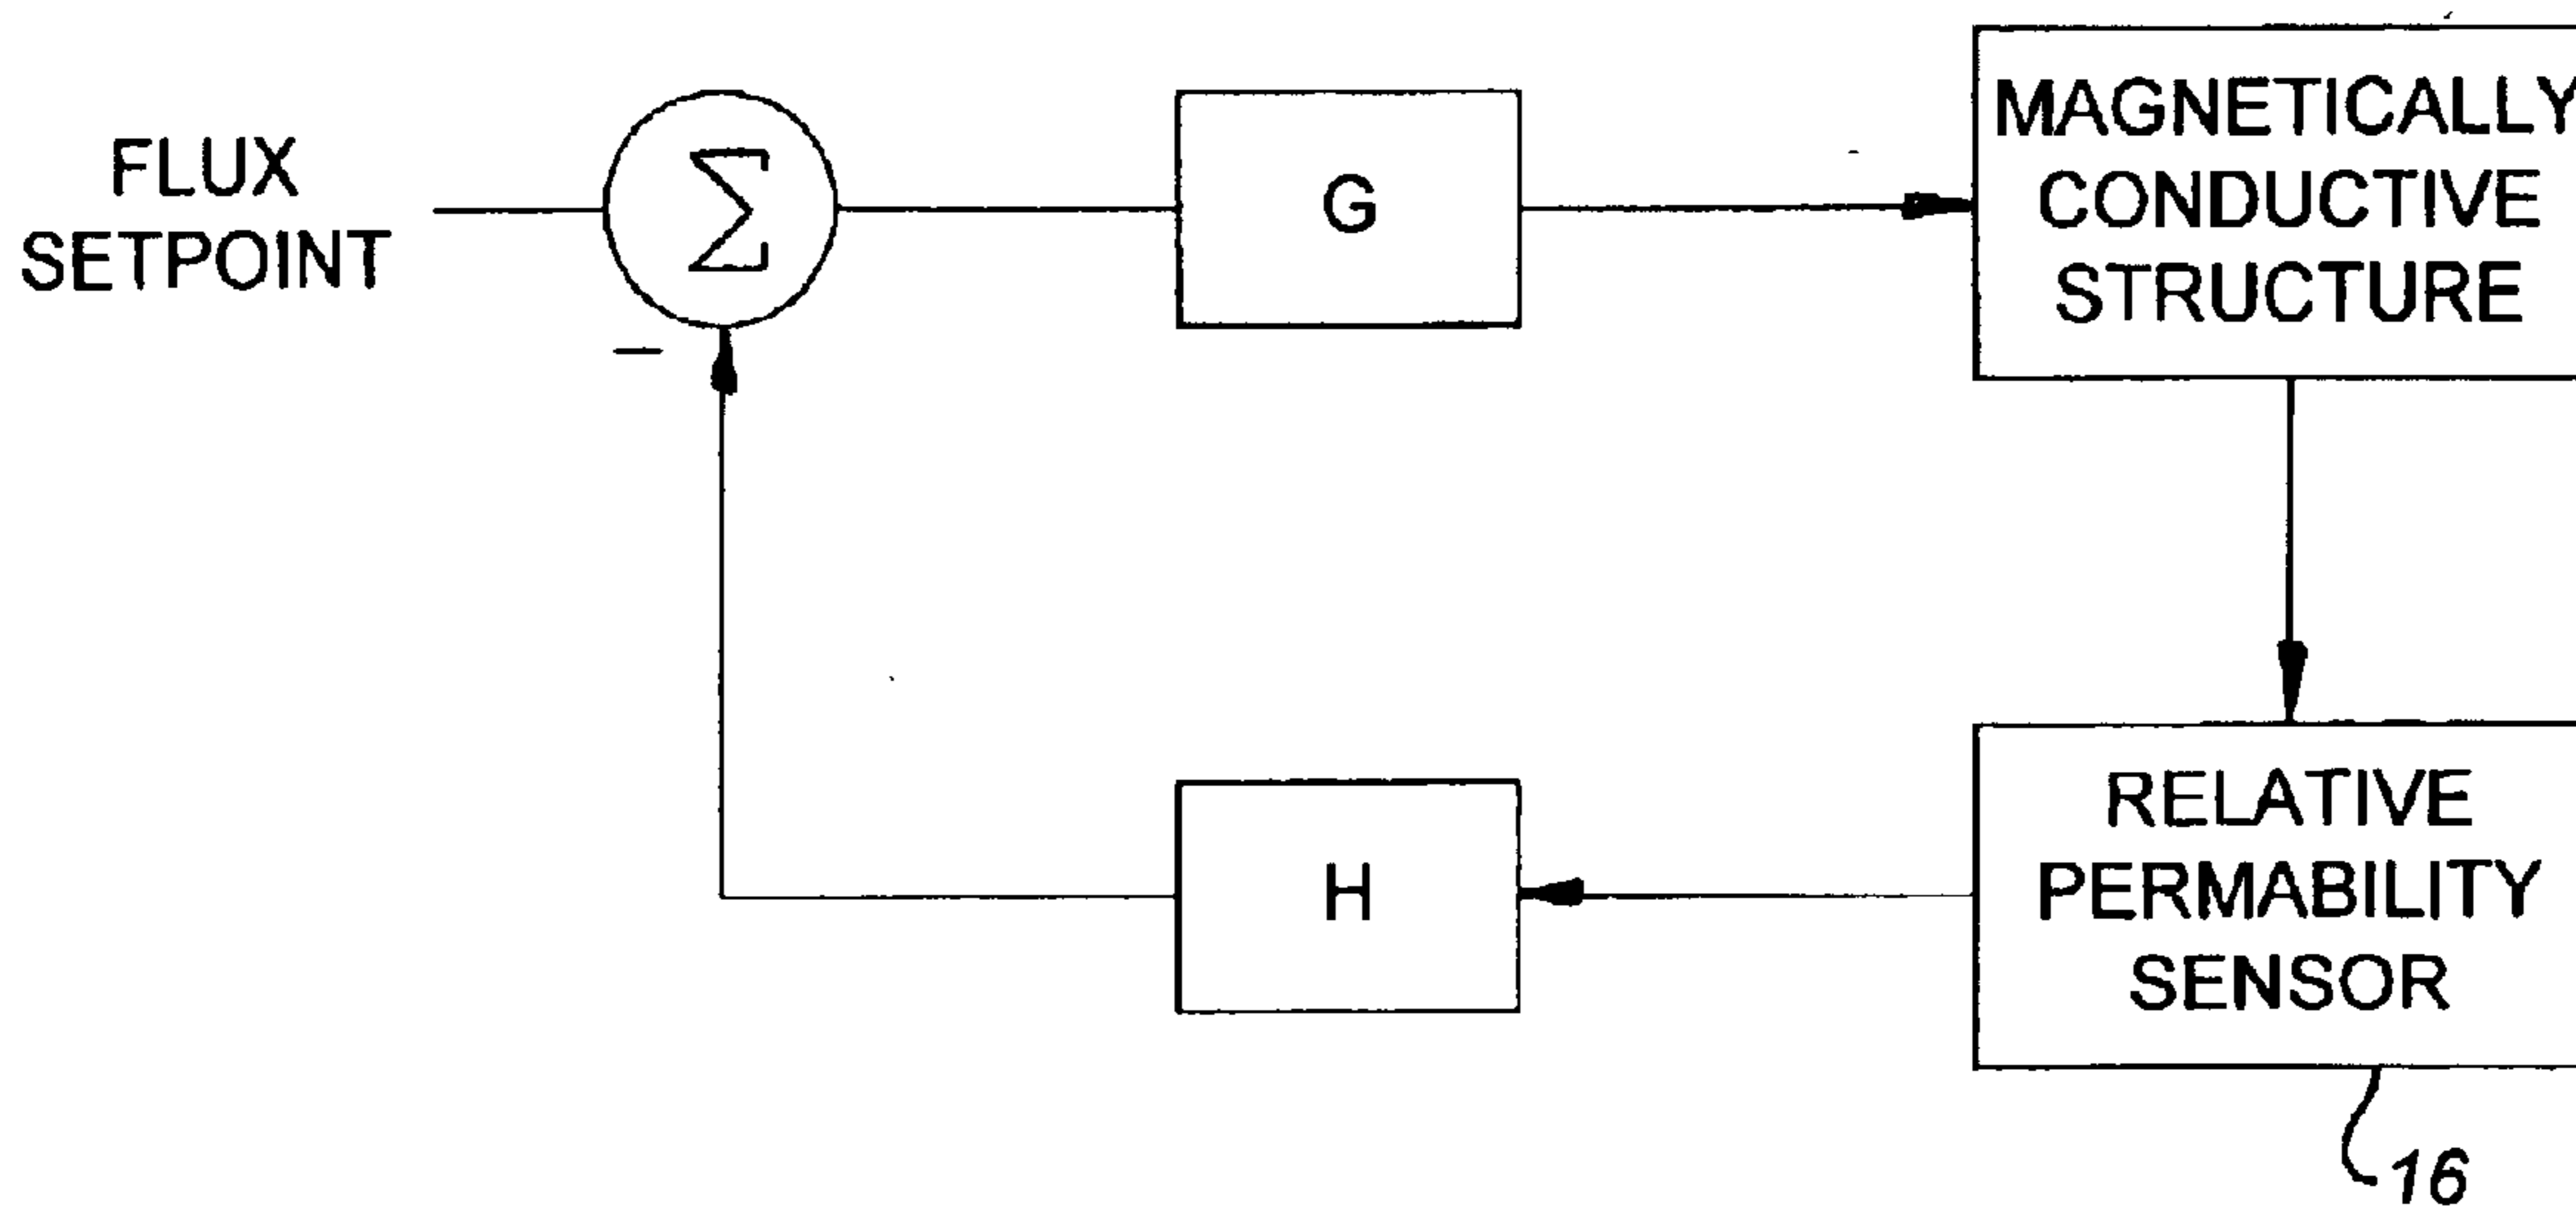 FLUX
SETPOINT
Σ
G
MAGNETICALLY
CONDUCTIVE
STRUCTURE
–
H
RELATIVE
PERMABILITY
SENSOR
16